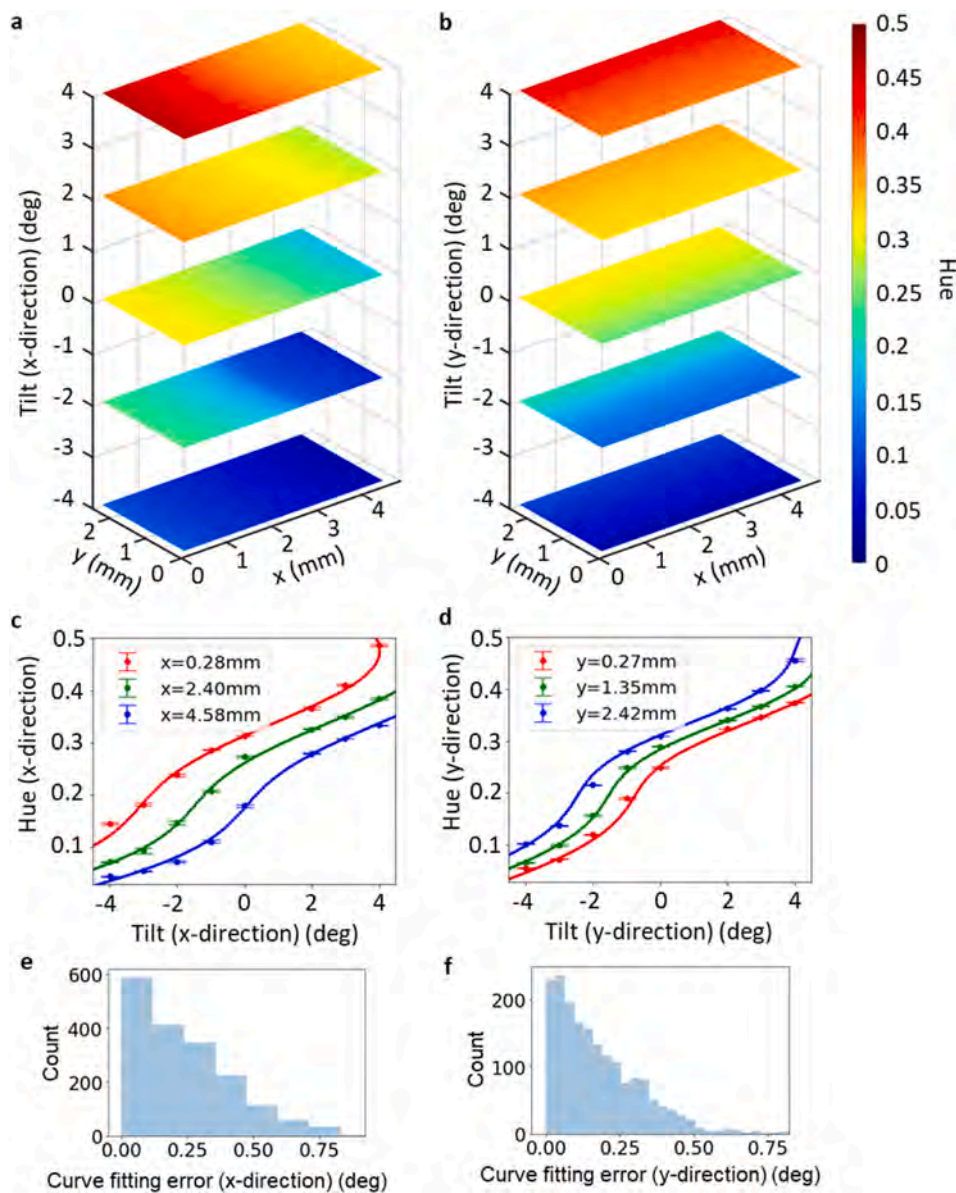 a
b
4
3
2
1
0
-1
-2
-3
-4
Tilt (x-direction) (deg)
2
1
0
y (mm)
0
1
2
3
4
x (mm)
4
3
2
1
0
-1
-2
-3
-4
Tilt (y-direction) (deg)
2
1
0
y (mm)
0
1
2
3
4
x (mm)
0.5
0.45
0.4
0.35
0.3
0.25
0.2
0.15
0.1
0.05
0
Hue
c
0.5
0.4
0.3
0.2
0.1
Hue (x-direction)
x=0.28mm
x=2.40mm
x=4.58mm
-4
-2
0
2
4
Tilt (x-direction) (deg)
d
0.5
0.4
0.3
0.2
0.1
Hue (y-direction)
y=0.27mm
y=1.35mm
y=2.42mm
-4
-2
0
2
4
Tilt (y-direction) (deg)
e
600
400
200
0
Count
0.00
0.25
0.50
0.75
Curve fitting error (x-direction) (deg)
f
200
100
0
Count
0.00
0.25
0.50
0.75
Curve fitting error (y-direction) (deg)